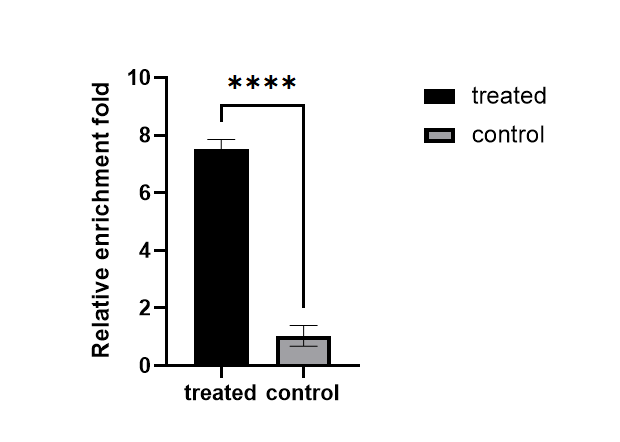 ****
10
8
6
4
2
0
Relative enrichment fold
treated control
treated
control